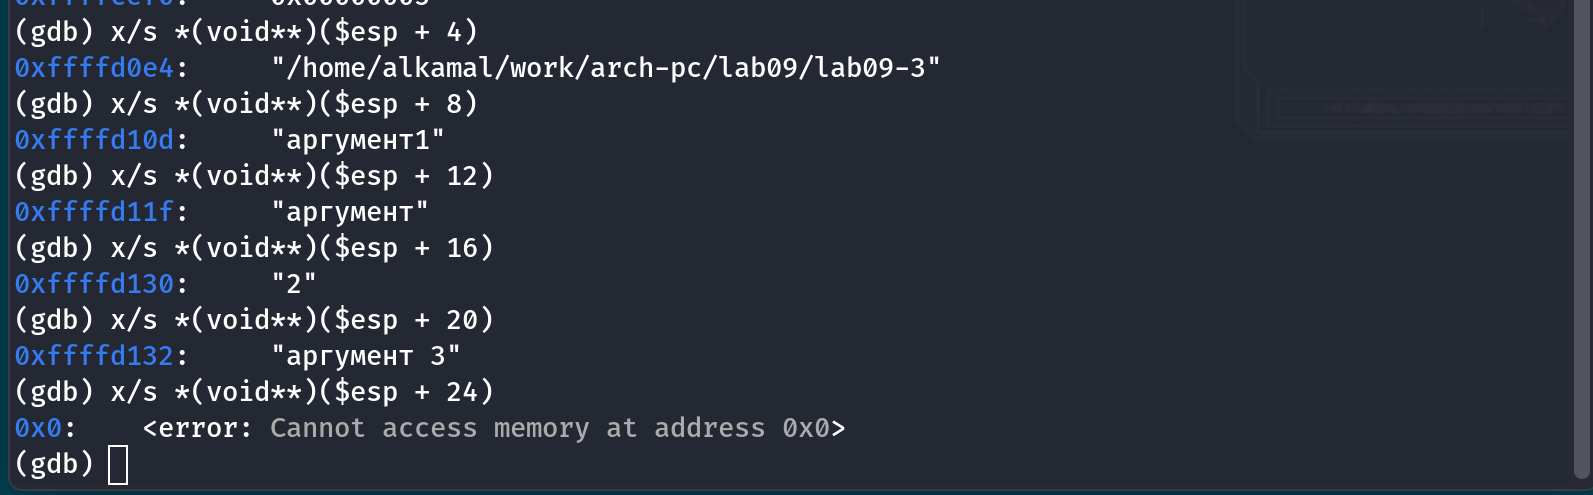 (gdb) x/s *(void**)($esp + 4)
0xffffd0e4:     "/home/alkamal/work/arch-pc/lab09/lab09-3"
(gdb) x/s *(void**)($esp + 8)
0xffffd10d:     "аргумент1"
(gdb) x/s *(void**)($esp + 12)
0xffffd11f:     "аргумент"
(gdb) x/s *(void**)($esp + 16)
0xffffd130:     "2"
(gdb) x/s *(void**)($esp + 20)
0xffffd132:     "аргумент 3"
(gdb) x/s *(void**)($esp + 24)
0x0:    <error: Cannot access memory at address 0x0>
(gdb)